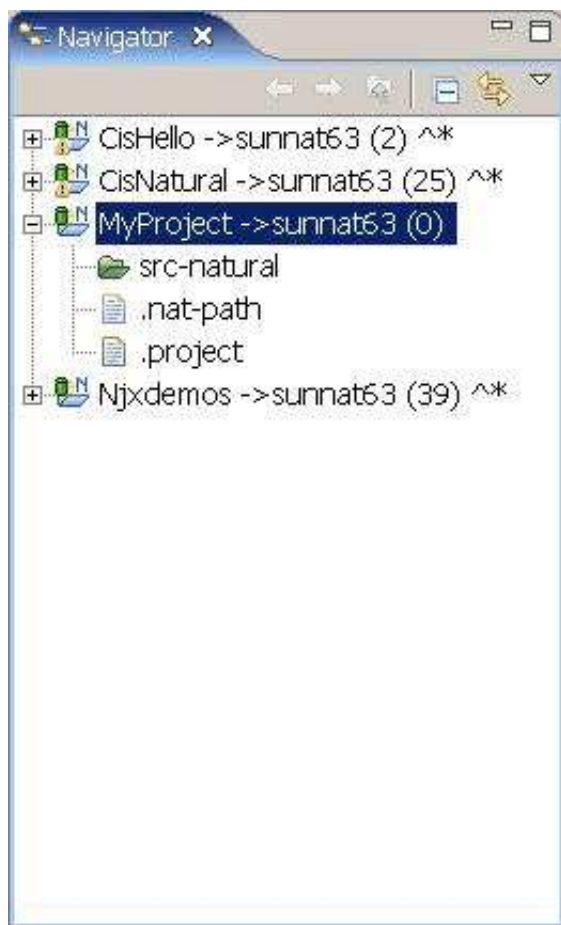 Navigator
CisHello ->sunnat63 (2) ^*
CisNatural ->sunnat63 (25) ^*
MyProject ->sunnat63 (0)
src-natural
.nat-path
.project
Njxdemos ->sunnat63 (39) ^*